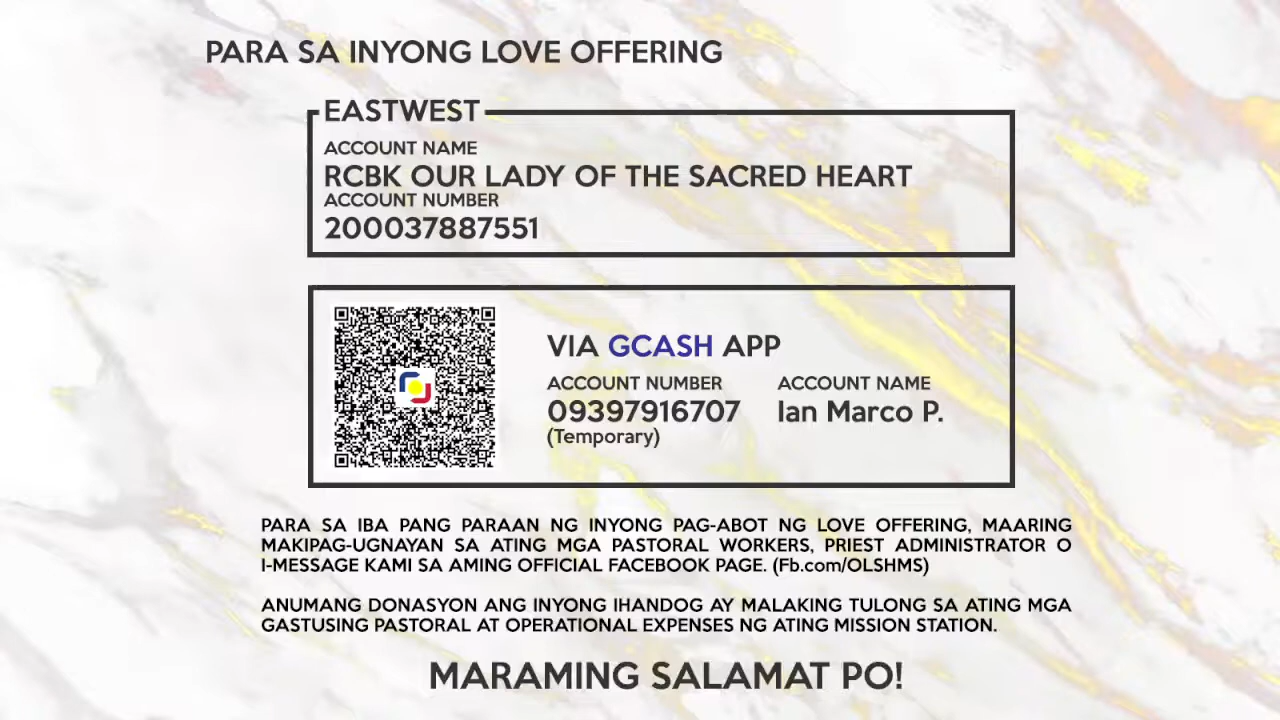 PARA SA INYONG LOVE OFFERING
EASTWEST
ACCOUNT NAME
RCBK OUR LADY OF THE SACRED HEART
ACCOUNT NUMBER
200037887551
VIA GCASH APP
ACCOUNT NUMBER
09397916707
(Temporary)
ACCOUNT NAME
Ian Marco P.
PARA SA IBA PANG PARAAN NG INYONG PAG-ABOT NG LOVE OFFERING, MAARING
MAKIPAG-UGNAYAN SA ATING MGA PASTORAL WORKERS, PRIEST ADMINISTRATOR O
I-MESSAGE KAMI SA AMING OFFICIAL FACEBOOK PAGE. (Fb.com/OLSHMS)
ANUMANG DONASYON ANG INYONG IHANDOG AY MALAKING TULONG SA ATING MGA
GASTUSING PASTORAL AT OPERATIONAL EXPENSES NG ATING MISSION STATION.
MARAMING SALAMAT PO!